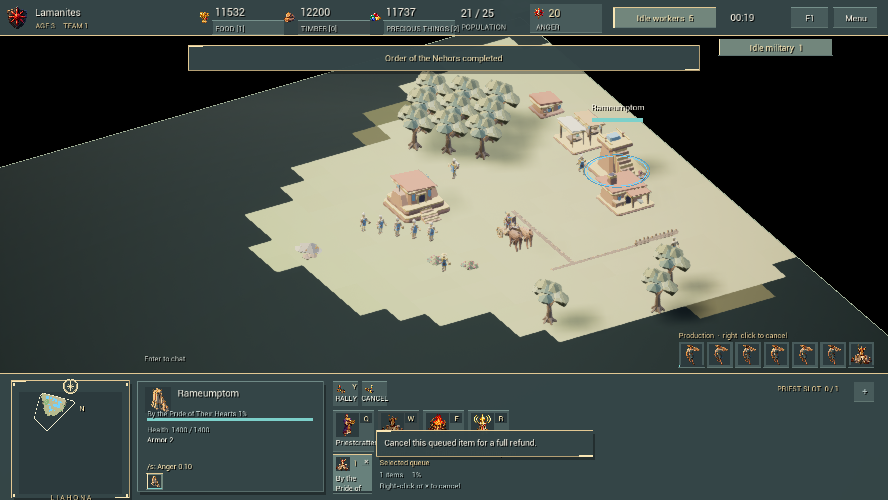 Lamanites
AGE 3 TEAM 1
11532
FOOD [1]
12200
TIMBER [0]
11737
PRECIOUS THINGS [2]
21 / 25
POPULATION
20
ANGER
Idle workers 5
00:19
F1
Menu
Idle military 1
Order of the Nehors completed
Rameumptom
Production - right click to cancel
Enter to chat
N
LIAHONA
Rameumptom
By the Pride of Their Hearts 1%
Health 1400 / 1400
Armor 2
/s: Anger 0.10
Y
RALLY
CANCEL
Q
W
E
R
Priestcrafter
Cancel this queued item for a full refund.
By the
Pride of
Selected queue
1 items · 1%
Right-click or × to cancel
PRIEST SLOT: 0 / 1
+